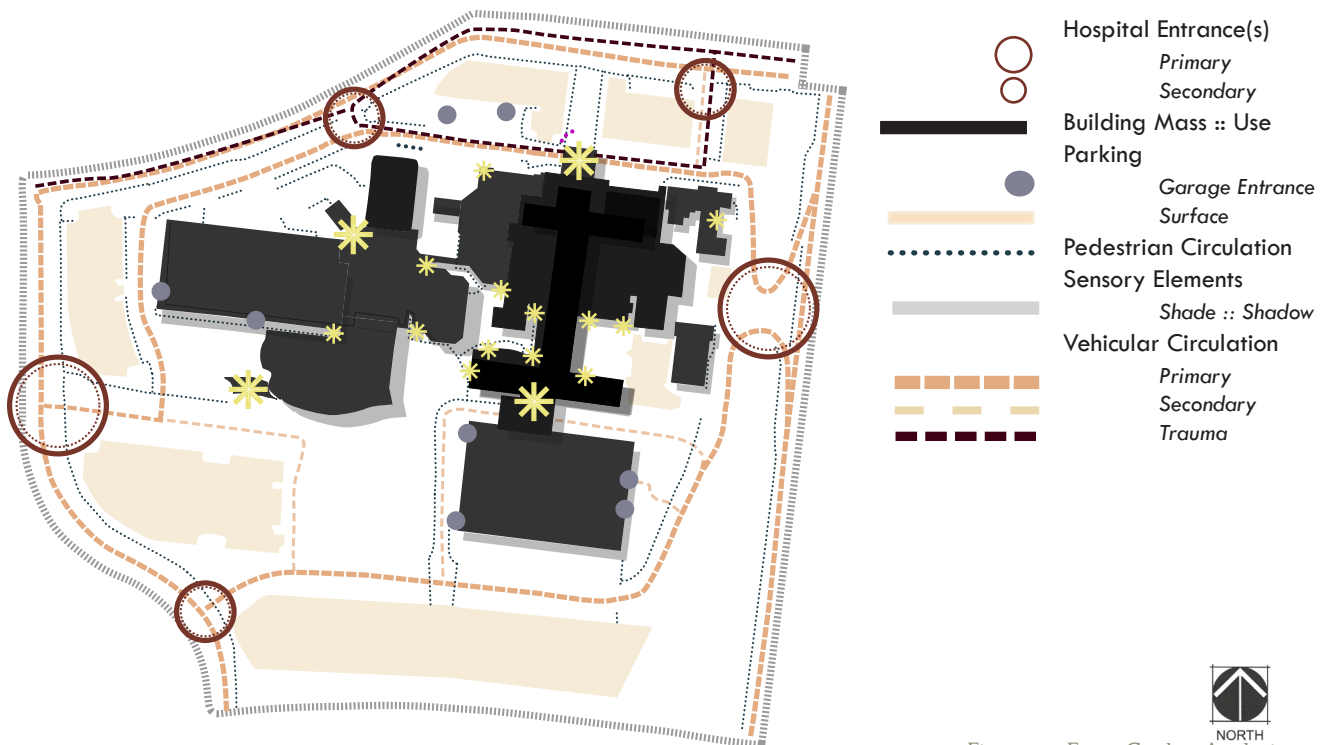 Hospital Entrance(s)
Primary
Secondary
Building Mass :: Use
Parking
Garage Entrance
Surface
Pedestrian Circulation
Sensory Elements
Shade :: Shadow
Vehicular Circulation
Primary
Secondary
Trauma
NORTH